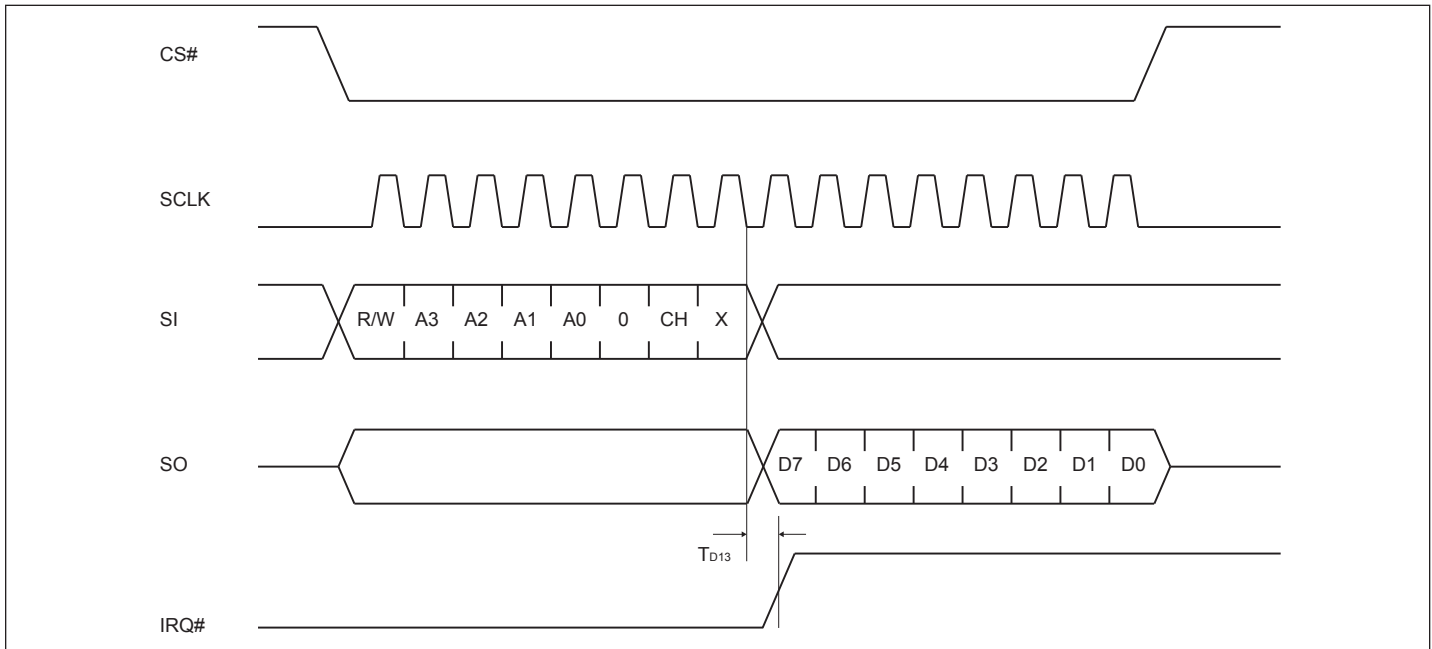 CS#
SCLK
SI
R/W A3 A2 A1 A0 0 CH X
SO
D7 D6 D5 D4 D3 D2 D1 D0
TD13
IRQ#